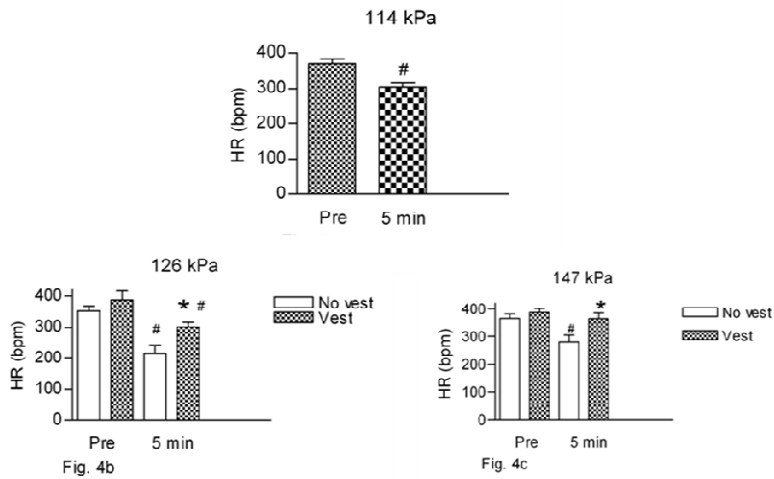 114 kPa
400
300
200
100
0
HR (bpm)
#
Pre 5 min
126 kPa
400
300
200
100
0
HR (bpm)
#
* #
No vest
Vest
Pre 5 min
Fig. 4b
147 kPa
400
300
200
100
0
HR (bpm)
#
*
No vest
Vest
Pre 5 min
Fig. 4c